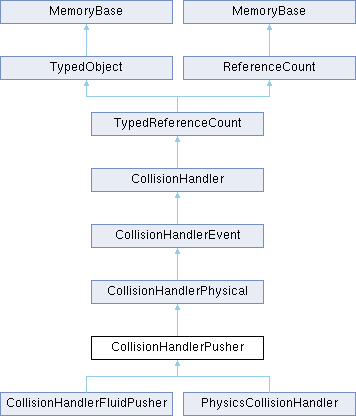 MemoryBase MemoryBase
TypedObject ReferenceCount
TypedReferenceCount
CollisionHandler
CollisionHandlerEvent
CollisionHandlerPhysical
CollisionHandlerPusher
CollisionHandlerFluidPusher PhysicsCollisionHandler